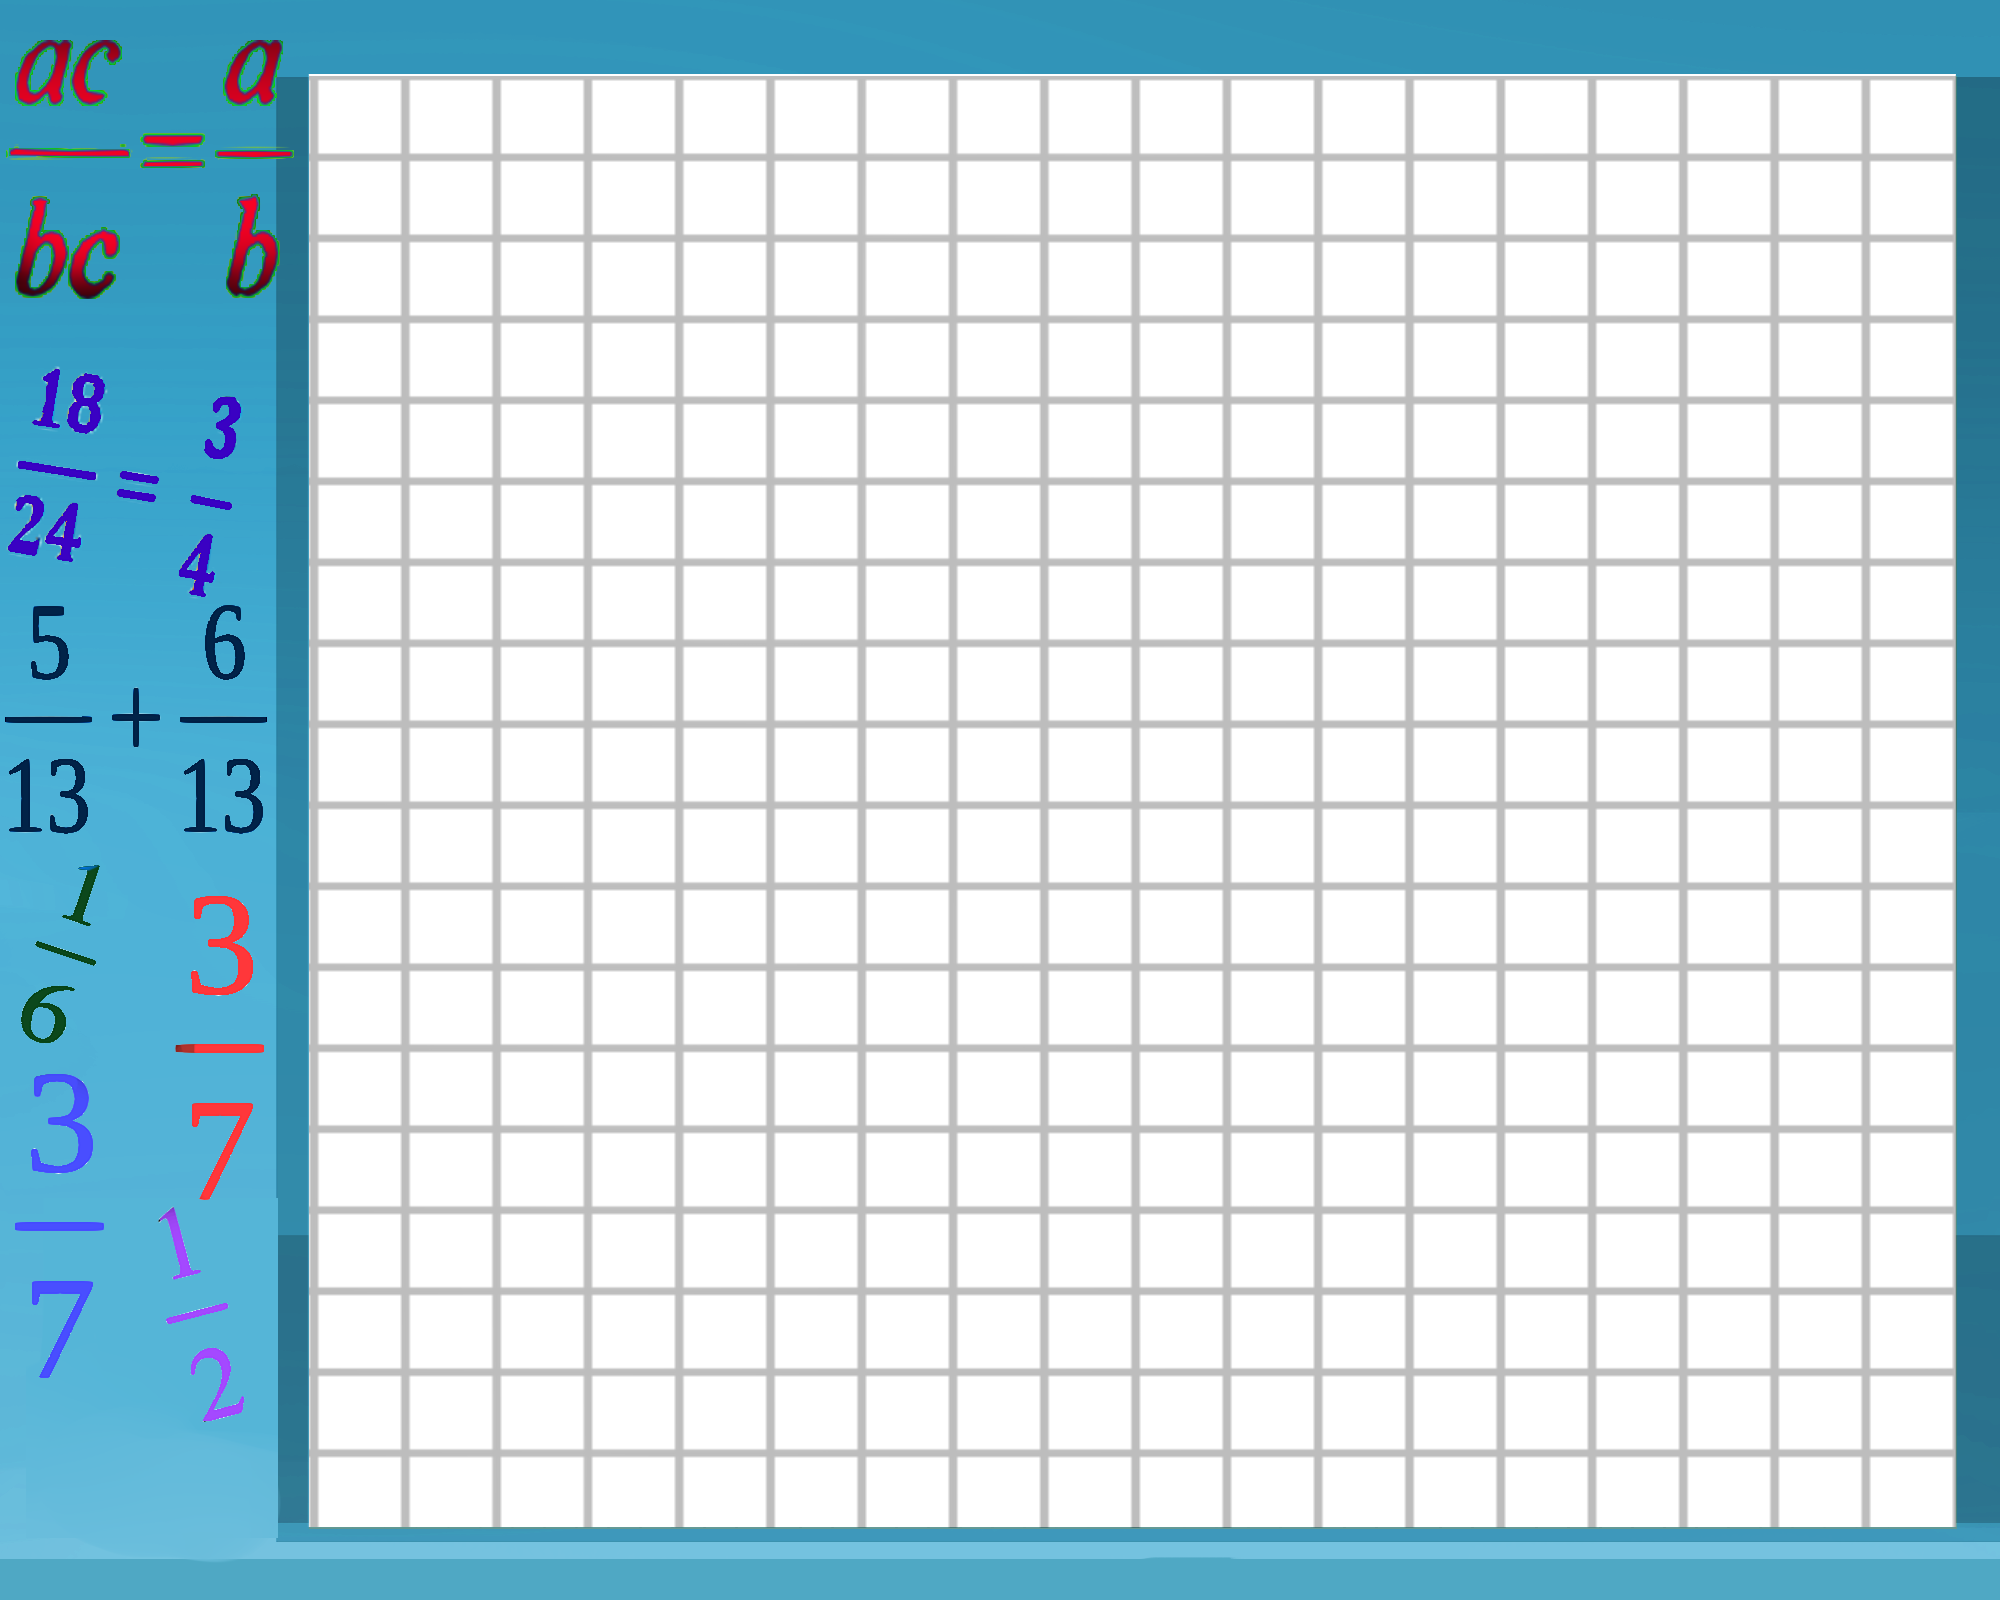 ac/bc = a/b
18/24 = 3/4
5/13 + 6/13
1/6
3/7
3/7
1/2